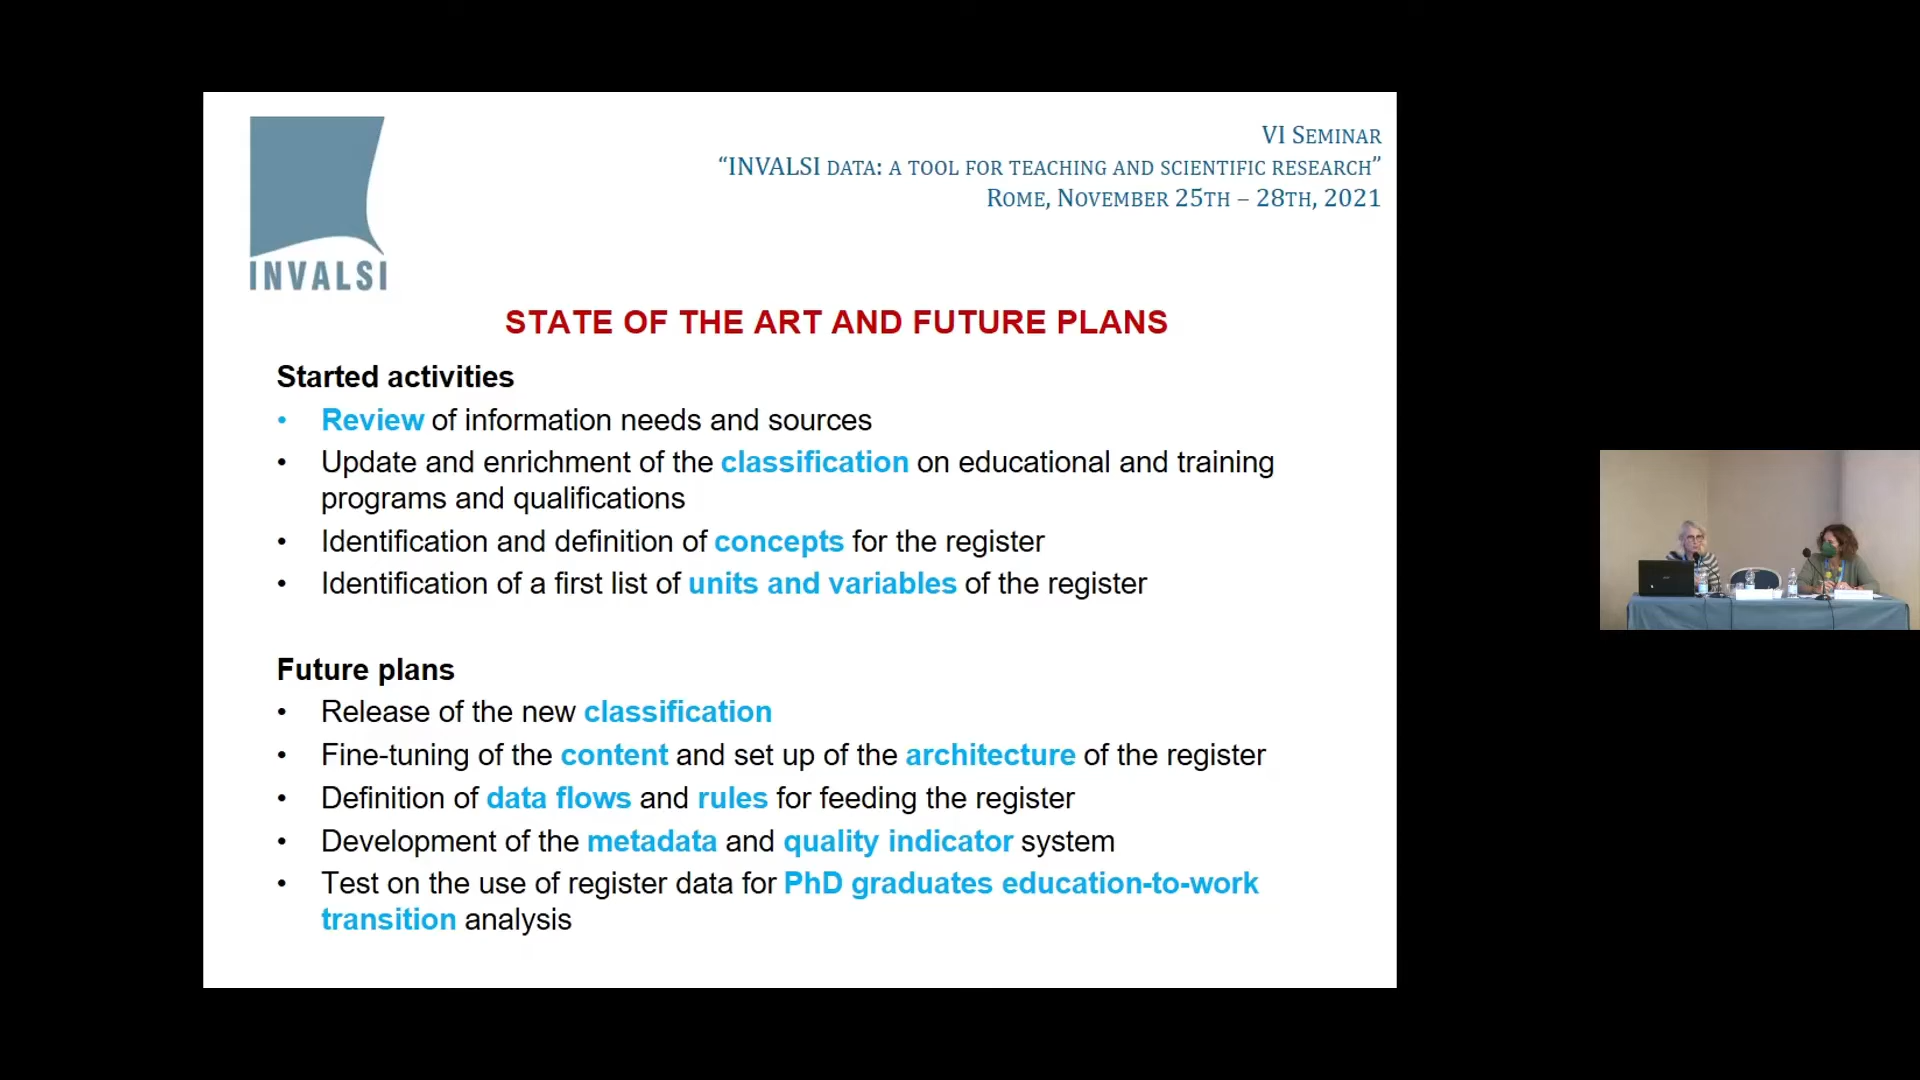 VI SEMINAR
“INVALSI DATA: A TOOL FOR TEACHING AND SCIENTIFIC RESEARCH”
ROME, NOVEMBER 25TH – 28TH, 2021
INVALSI
STATE OF THE ART AND FUTURE PLANS
Started activities
• Review of information needs and sources
• Update and enrichment of the classification on educational and training
programs and qualifications
• Identification and definition of concepts for the register
• Identification of a first list of units and variables of the register
Future plans
• Release of the new classification
• Fine-tuning of the content and set up of the architecture of the register
• Definition of data flows and rules for feeding the register
• Development of the metadata and quality indicator system
• Test on the use of register data for PhD graduates education-to-work
transition analysis